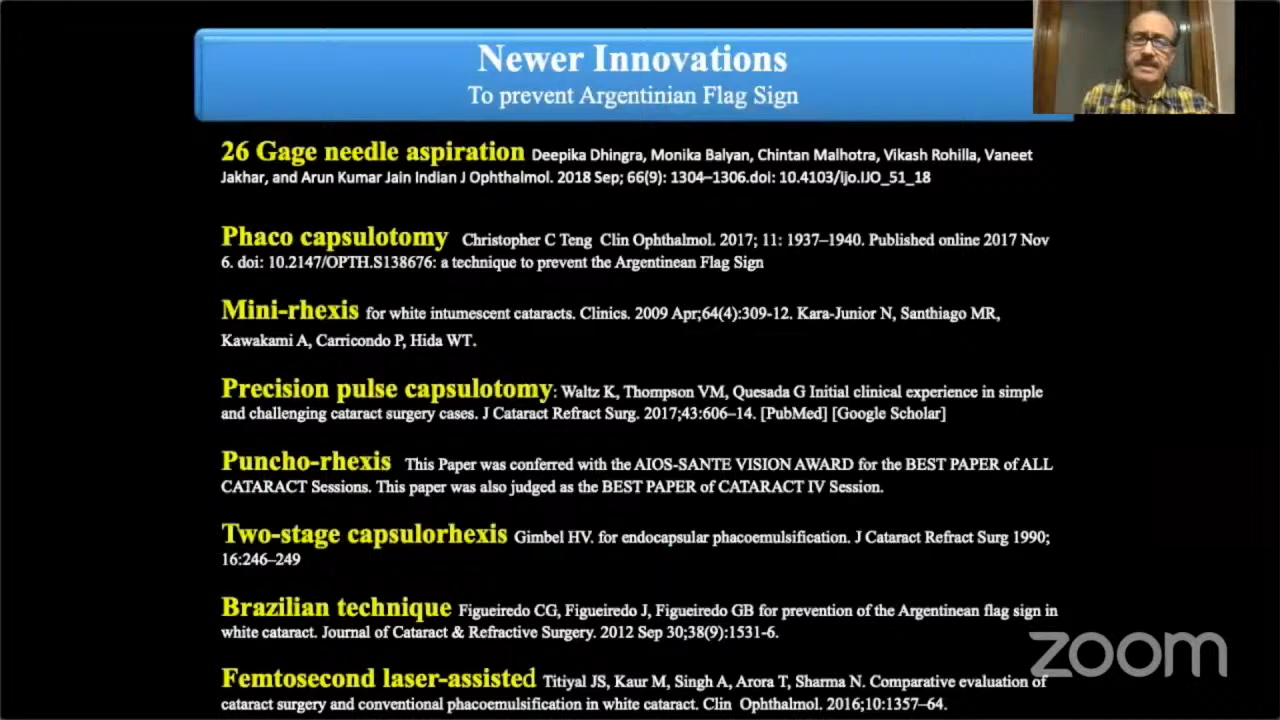 Newer Innovations
To prevent Argentinian Flag Sign
26 Gage needle aspiration Deepika Dhingra, Monika Balyan, Chintan Malhotra, Vikash Rohilla, Vaneet
Jakhar, and Arun Kumar Jain Indian J Ophthalmol. 2018 Sep; 66(9): 1304–1306.doi: 10.4103/ijo.IJO_51_18
Phaco capsulotomy Christopher C Teng Clin Ophthalmol. 2017; 11: 1937–1940. Published online 2017 Nov
6. doi: 10.2147/OPTH.S138676: a technique to prevent the Argentinean Flag Sign
Mini-rhexis for white intumescent cataracts. Clinics. 2009 Apr;64(4):309-12. Kara-Junior N, Santhiago MR,
Kawakami A, Carricondo P, Hida WT.
Precision pulse capsulotomy: Waltz K, Thompson VM, Quesada G Initial clinical experience in simple
and challenging cataract surgery cases. J Cataract Refract Surg. 2017;43:606–14. [PubMed] [Google Scholar]
Puncho-rhexis This Paper was conferred with the AIOS-SANTE VISION AWARD for the BEST PAPER of ALL
CATARACT Sessions. This paper was also judged as the BEST PAPER of CATARACT IV Session.
Two-stage capsulorhexis Gimbel HV. for endocapsular phacoemulsification. J Cataract Refract Surg 1990;
16:246–249
Brazilian technique Figueiredo CG, Figueiredo J, Figueiredo GB for prevention of the Argentinean flag sign in
white cataract. Journal of Cataract & Refractive Surgery. 2012 Sep 30;38(9):1531-6.
zoom
Femtosecond laser-assisted Titiyal JS, Kaur M, Singh A, Arora T, Sharma N. Comparative evaluation of
cataract surgery and conventional phacoemulsification in white cataract. Clin Ophthalmol. 2016;10:1357–64.